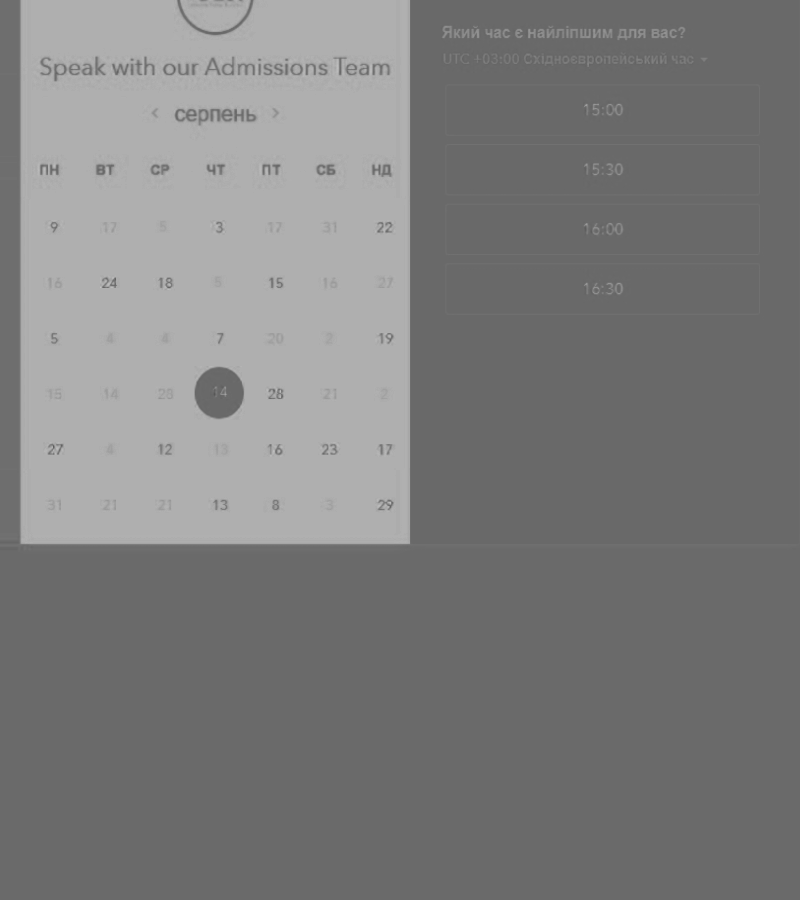 Speak with our Admissions Team
‹ серпень ›
ПН ВТ СР ЧТ ПТ СБ НД
9 17 5 3 17 31 22
16 24 18 5 15 16 27
5 4 4 7 20 2 19
15 14 26 14 28 21 2
27 4 12 13 16 23 17
31 21 21 13 8 3 29
Який час є найліпшим для вас?
UTC +03:00 Східноєвропейський час
15:00
15:30
16:00
16:30